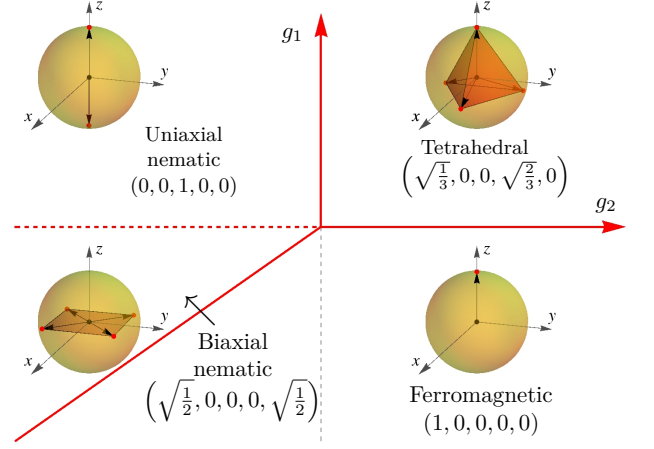 z
y
x
Uniaxial
nematic
(0, 0, 1, 0, 0)
g₁
z
y
x
Tetrahedral
(√(1/3), 0, 0, √(2/3), 0)
g₂
z
y
x
Biaxial
nematic
(√(1/2), 0, 0, 0, √(1/2))
z
y
x
Ferromagnetic
(1, 0, 0, 0, 0)